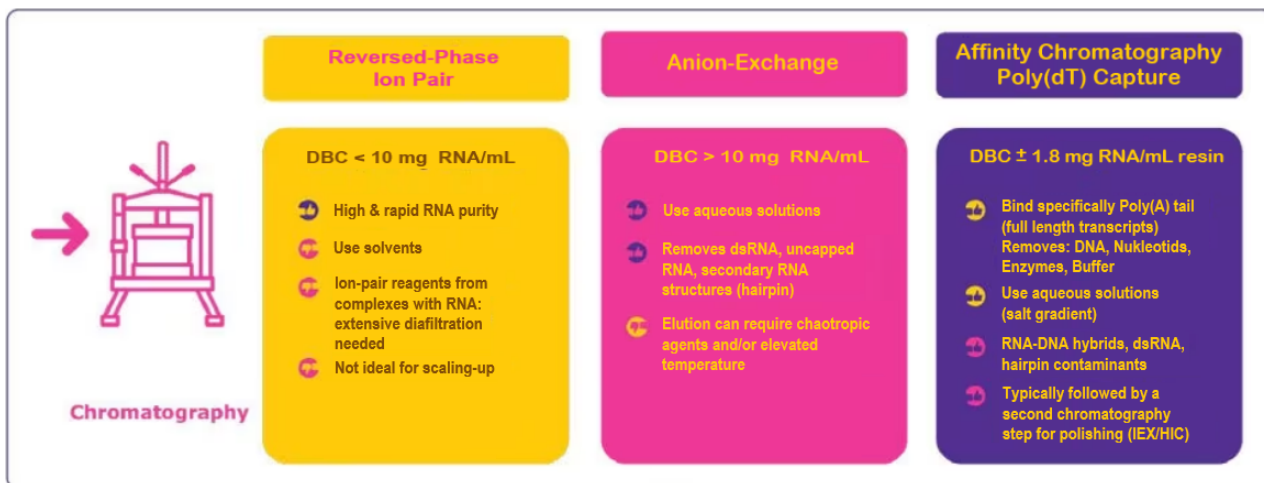 Reversed-Phase
Ion Pair
DBC < 10 mg RNA/mL
High & rapid RNA purity
Use solvents
Ion-pair reagents from
complexes with RNA:
extensive diafiltration
needed
Not ideal for scaling-up
Anion-Exchange
DBC > 10 mg RNA/mL
Use aqueous solutions
Removes dsRNA, uncapped
RNA, secondary RNA
structures (hairpin)
Elution can require chaotropic
agents and/or elevated
temperature
Affinity Chromatography
Poly(dT) Capture
DBC ± 1.8 mg RNA/mL resin
Bind specifically Poly(A) tail
(full length transcripts)
Removes: DNA, Nukleotids,
Enzymes, Buffer
Use aqueous solutions
(salt gradient)
RNA-DNA hybrids, dsRNA,
hairpin contaminants
Typically followed by a
second chromatography
step for polishing (IEX/HIC)
Chromatography